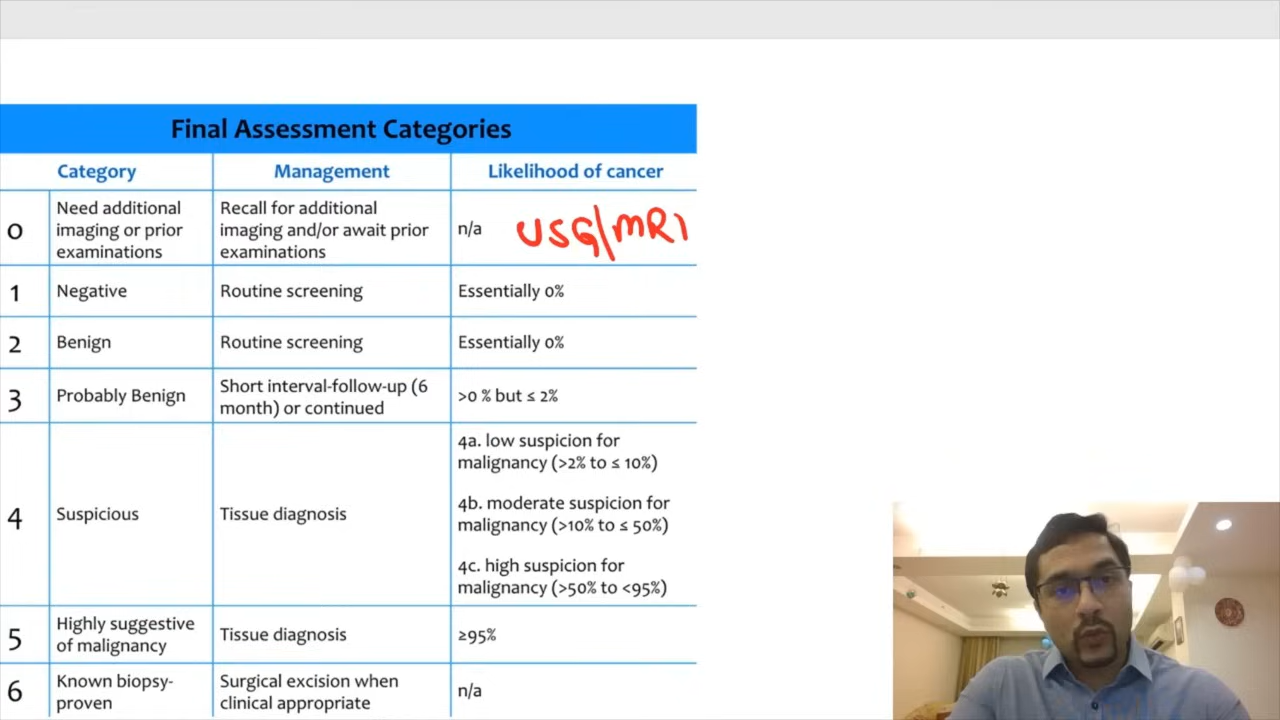 Final Assessment Categories
Category Management Likelihood of cancer
0
Need additional
imaging or prior
examinations
Recall for additional
imaging and/or await prior
examinations
n/a
USG/MRI
1
Negative
Routine screening
Essentially 0%
2
Benign
Routine screening
Essentially 0%
3
Probably Benign
Short interval-follow-up (6
month) or continued
>0 % but ≤ 2%
4
Suspicious
Tissue diagnosis
4a. low suspicion for
malignancy (>2% to ≤ 10%)
4b. moderate suspicion for
malignancy (>10% to ≤ 50%)
4c. high suspicion for
malignancy (>50% to <95%)
5
Highly suggestive
of malignancy
Tissue diagnosis
≥95%
6
Known biopsy-
proven
Surgical excision when
clinical appropriate
n/a